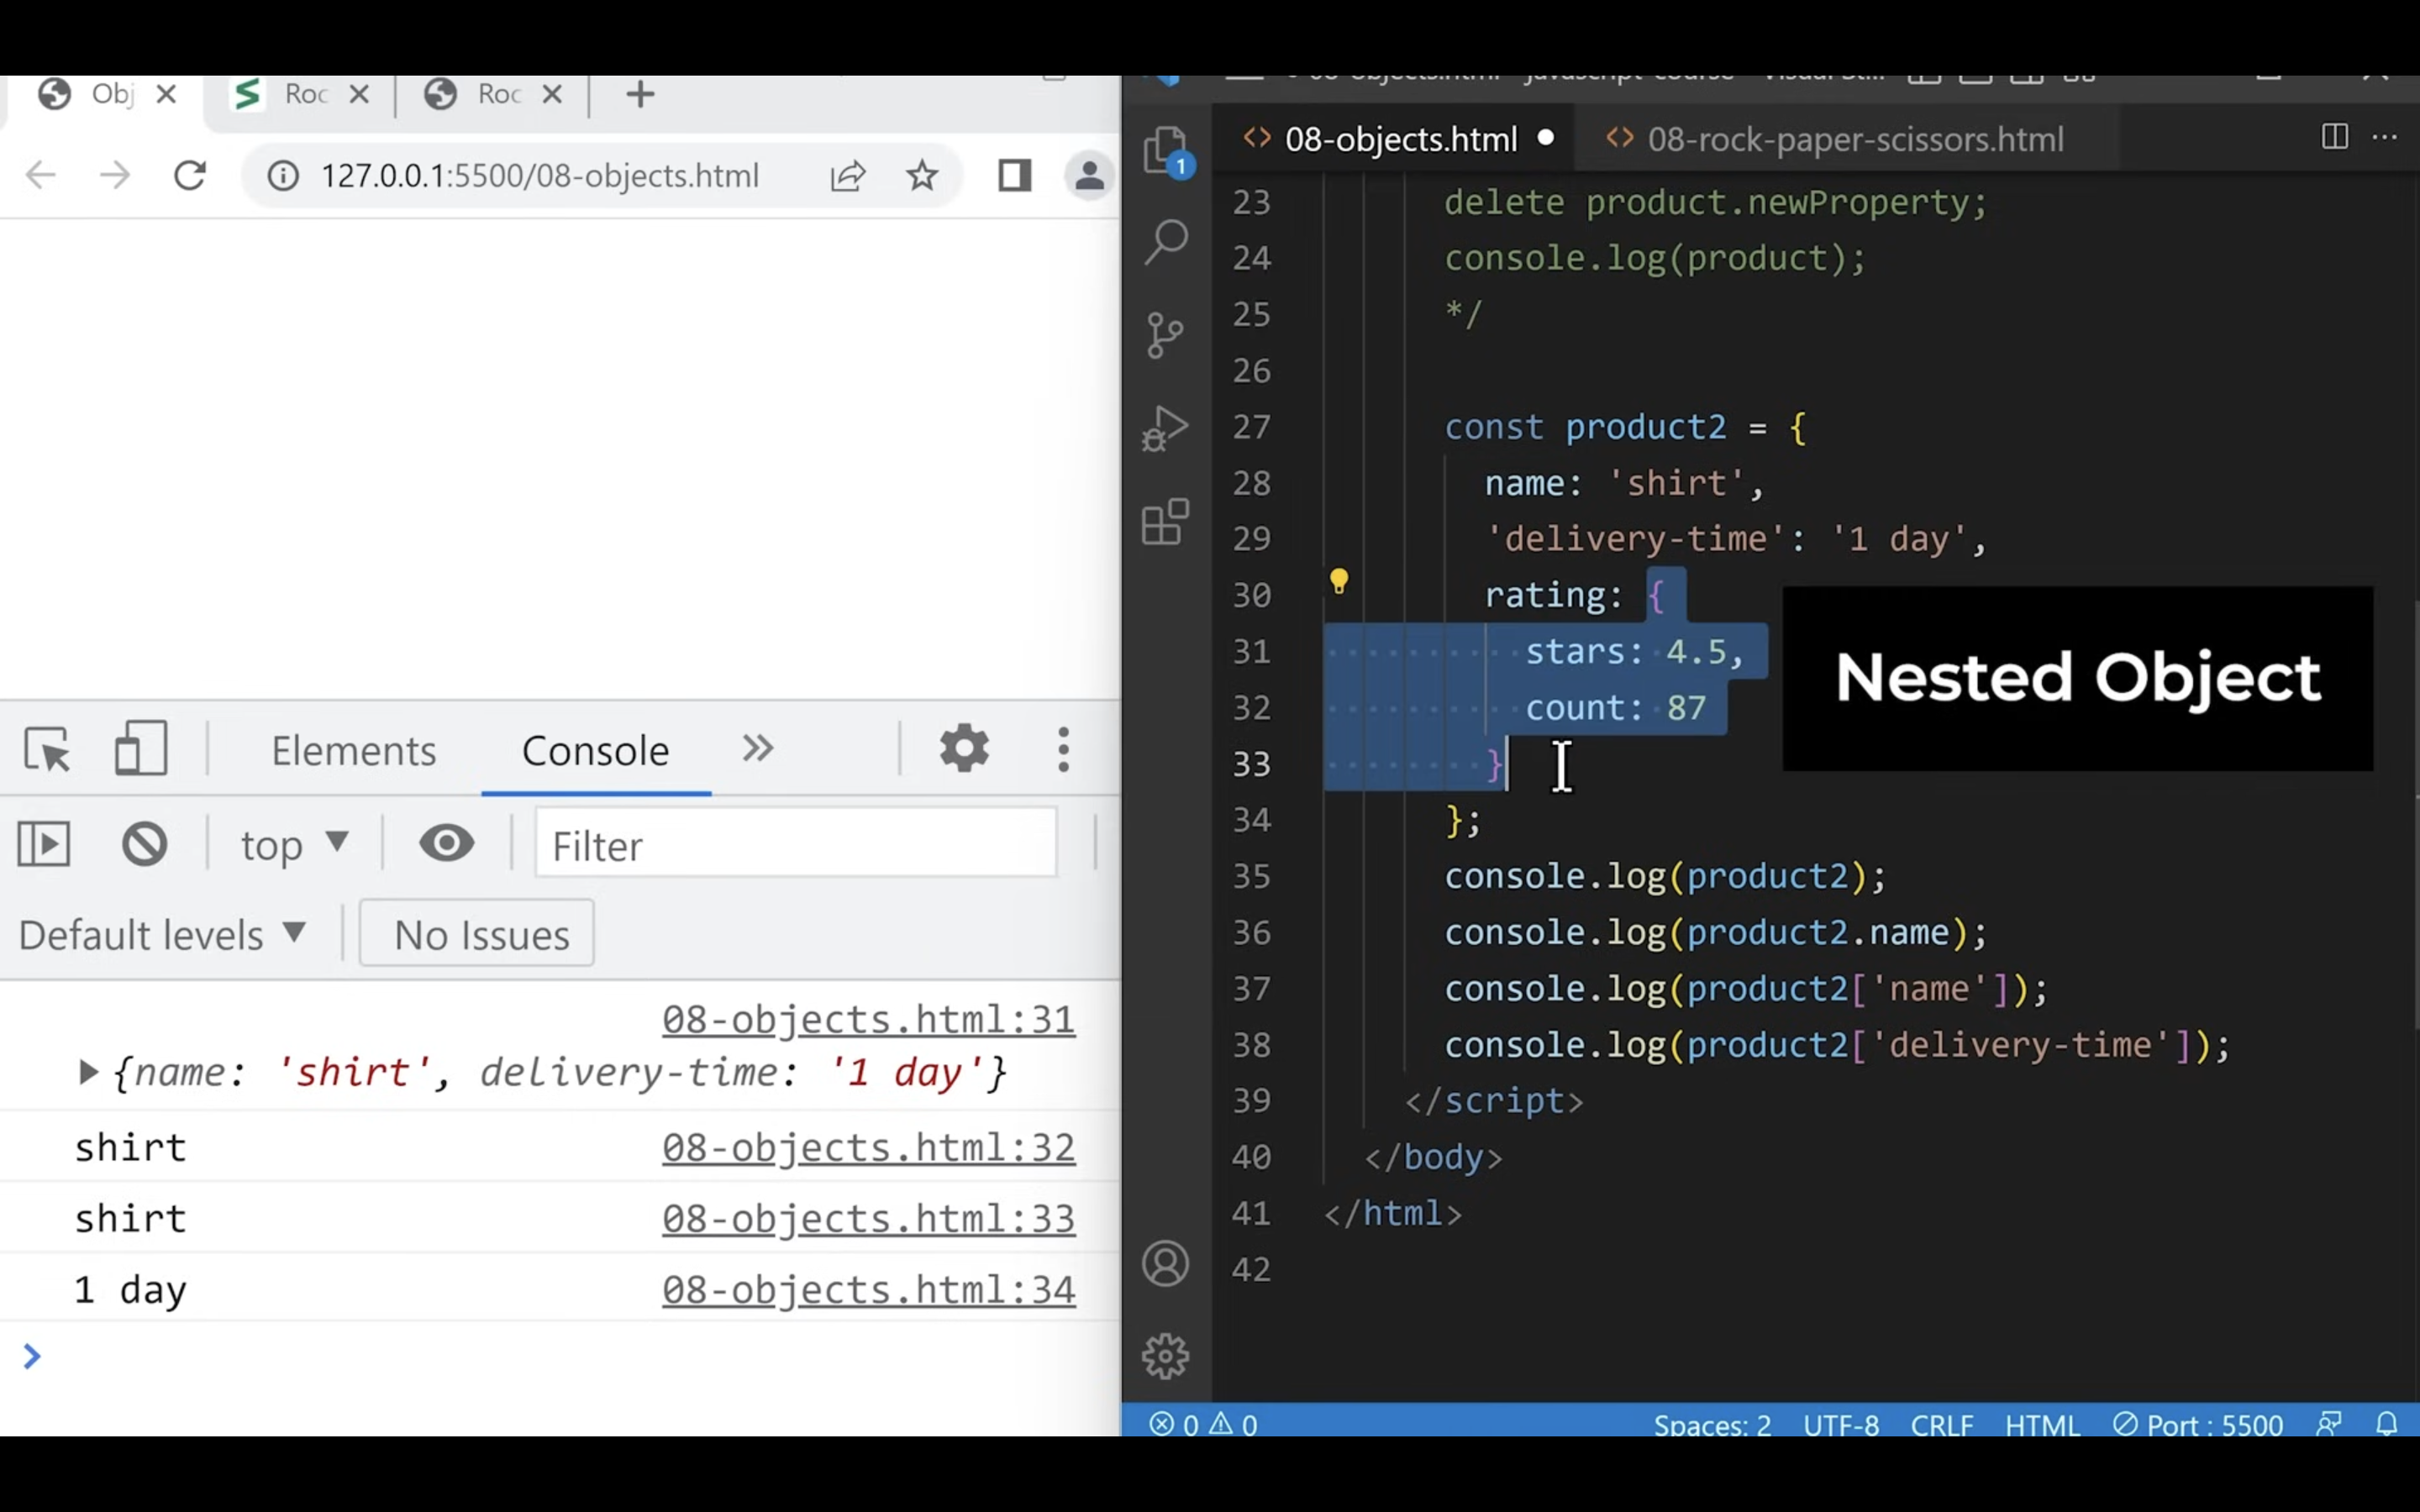 Obj
Roc
Roc
127.0.0.1:5500/08-objects.html
Elements
Console
top
Filter
Default levels
No Issues
08-objects.html:31
{name: 'shirt', delivery-time: '1 day'}
shirt 08-objects.html:32
shirt 08-objects.html:33
1 day 08-objects.html:34
08-objects.html
08-rock-paper-scissors.html
1
23 delete product.newProperty;
24 console.log(product);
25 */
26
27 const product2 = {
28 name: 'shirt',
29 'delivery-time': '1 day',
30 rating: {
31 stars: 4.5,
32 count: 87
33 }
34 };
35 console.log(product2);
36 console.log(product2.name);
37 console.log(product2['name']);
38 console.log(product2['delivery-time']);
39 </script>
40 </body>
41 </html>
42
Nested Object
0 0 Spaces: 2 UTF-8 CRLF HTML Port : 5500